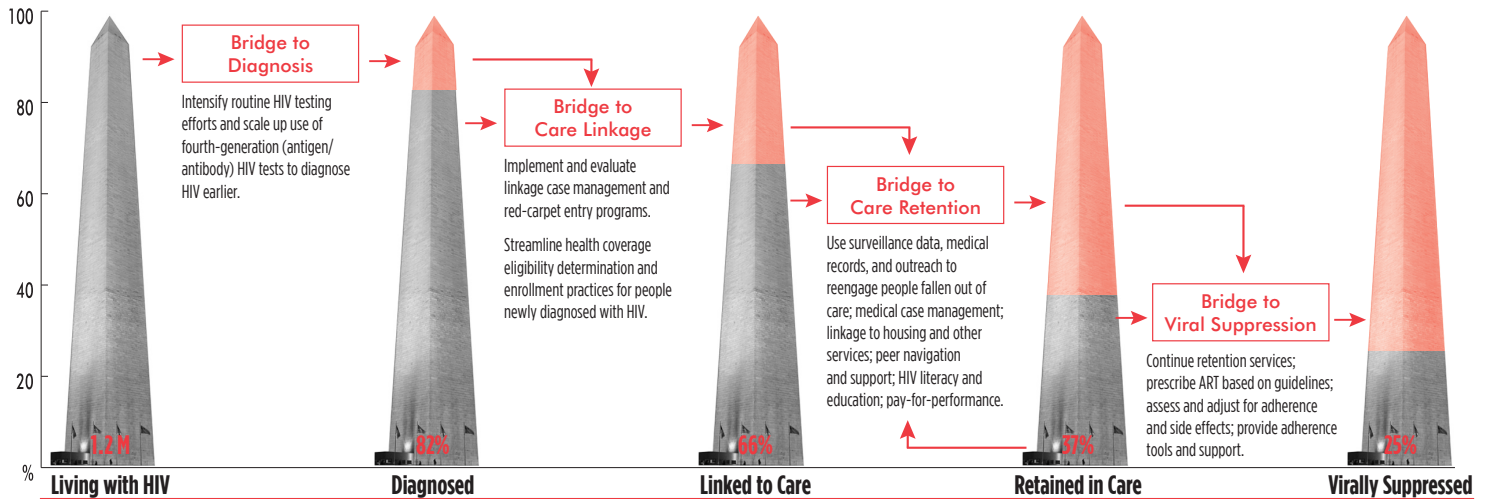 100
80
60
40
20
%
Bridge to
Diagnosis
Intensify routine HIV testing
efforts and scale up use of
fourth-generation (antigen/
antibody) HIV tests to diagnose
HIV earlier.
Bridge to
Care Linkage
Implement and evaluate
linkage case management and
red-carpet entry programs.
Streamline health coverage
eligibility determination and
enrollment practices for people
newly diagnosed with HIV.
Bridge to
Care Retention
Use surveillance data, medical
records, and outreach to
reengage people fallen out of
care; medical case management;
linkage to housing and other
services; peer navigation
and support; HIV literacy and
education; pay-for-performance.
Bridge to
Viral Suppression
Continue retention services;
prescribe ART based on guidelines;
assess and adjust for adherence
and side effects; provide adherence
tools and support.
1.2 M
82%
66%
37%
25%
Living with HIV
Diagnosed
Linked to Care
Retained in Care
Virally Suppressed